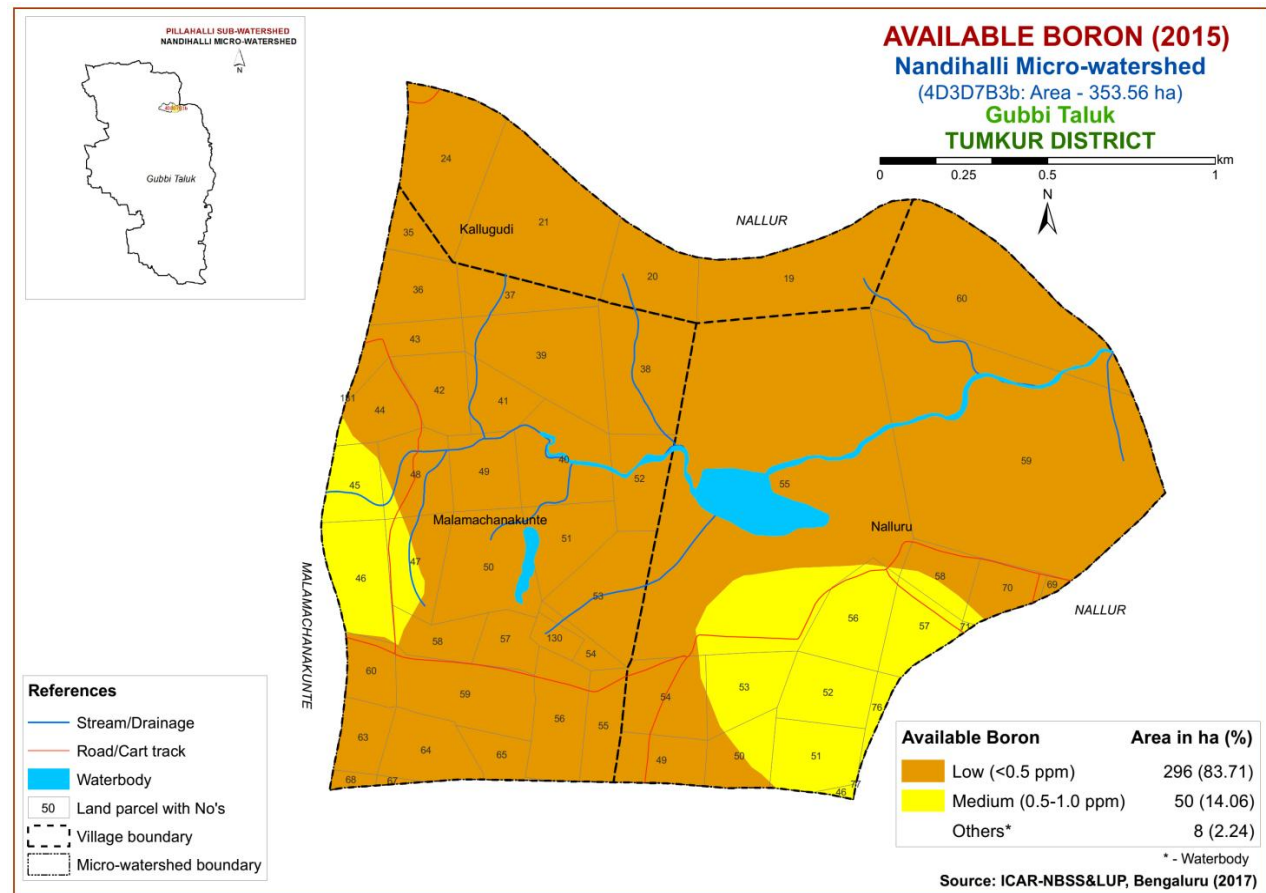 PILLAHALLI SUB-WATERSHED
NANDIHALLI MICRO-WATERSHED
N
Gubbi Taluk
AVAILABLE BORON (2015)
Nandihalli Micro-watershed
(4D3D7B3b: Area - 353.56 ha)
Gubbi Taluk
TUMKUR DISTRICT
km
0 0.25 0.5 1
N
24
21
NALLUR
35
Kallugudi
20
19
36
37
60
43
39
38
42
41
44
45
48
49
40
52
55
59
Malamachanakunte
Nalluru
51
46
47
50
53
58
57
130
54
58
70
69
NALLUR
56
57
71
MALAMACHANAKUNTE
60
59
54
53
52
76
56
55
63
64
65
49
50
51
68
67
46
77
References
Stream/Drainage
Road/Cart track
Waterbody
50 Land parcel with No's
Village boundary
Micro-watershed boundary
Available Boron Area in ha (%)
Low (<0.5 ppm) 296 (83.71)
Medium (0.5-1.0 ppm) 50 (14.06)
Others* 8 (2.24)
* - Waterbody
Source: ICAR-NBSS&LUP, Bengaluru (2017)